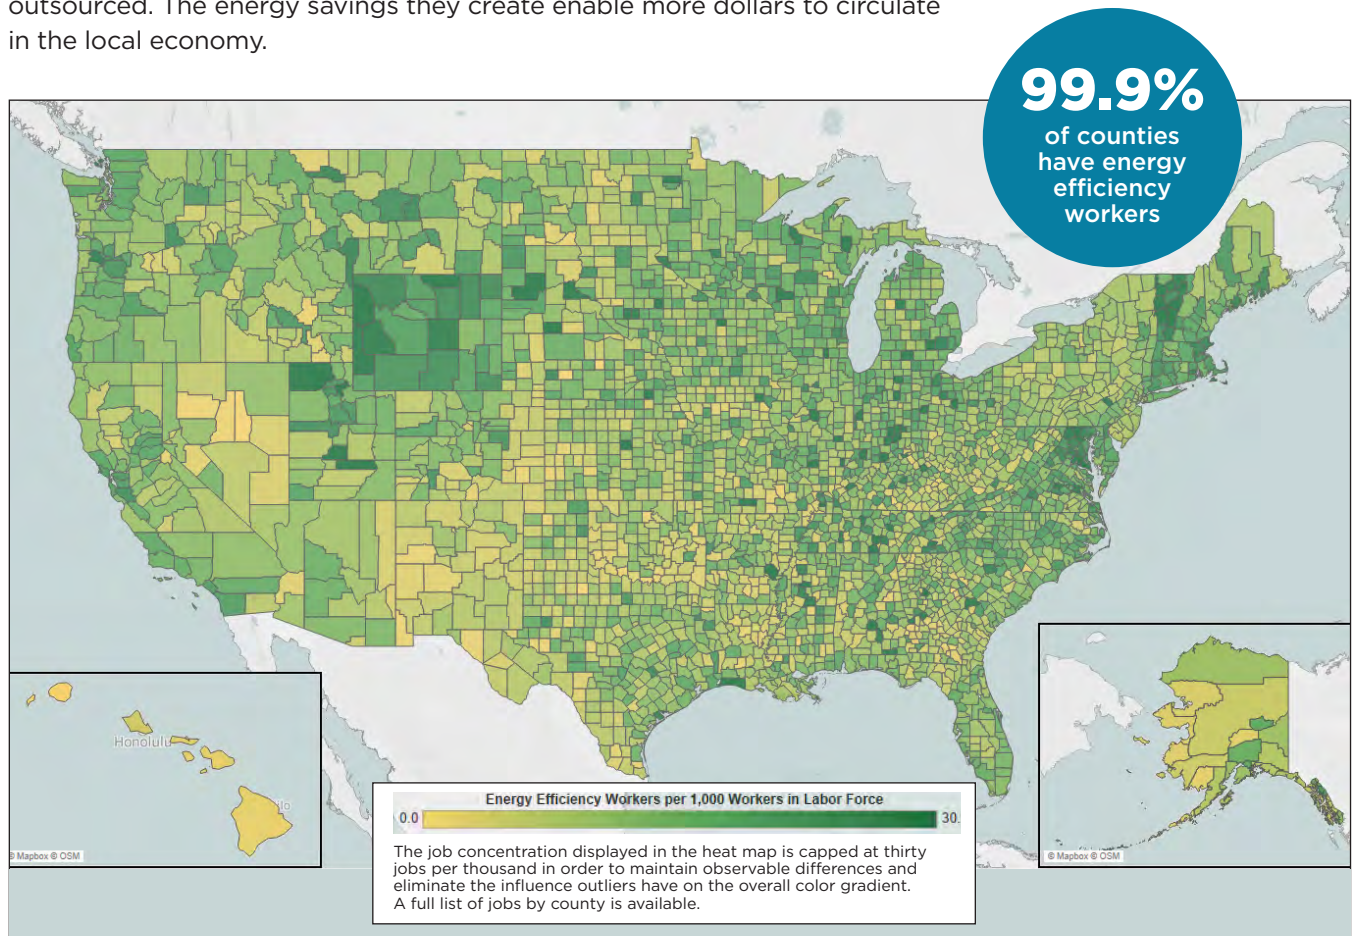 outsourced. The energy savings they create enable more dollars to circulate
in the local economy.
99.9%
of counties
have energy
efficiency
workers
Honolulu
lo
© Mapbox © OSM
Energy Efficiency Workers per 1,000 Workers in Labor Force
0.0
30.
The job concentration displayed in the heat map is capped at thirty
jobs per thousand in order to maintain observable differences and
eliminate the influence outliers have on the overall color gradient.
A full list of jobs by county is available.
© Mapbox © OSM